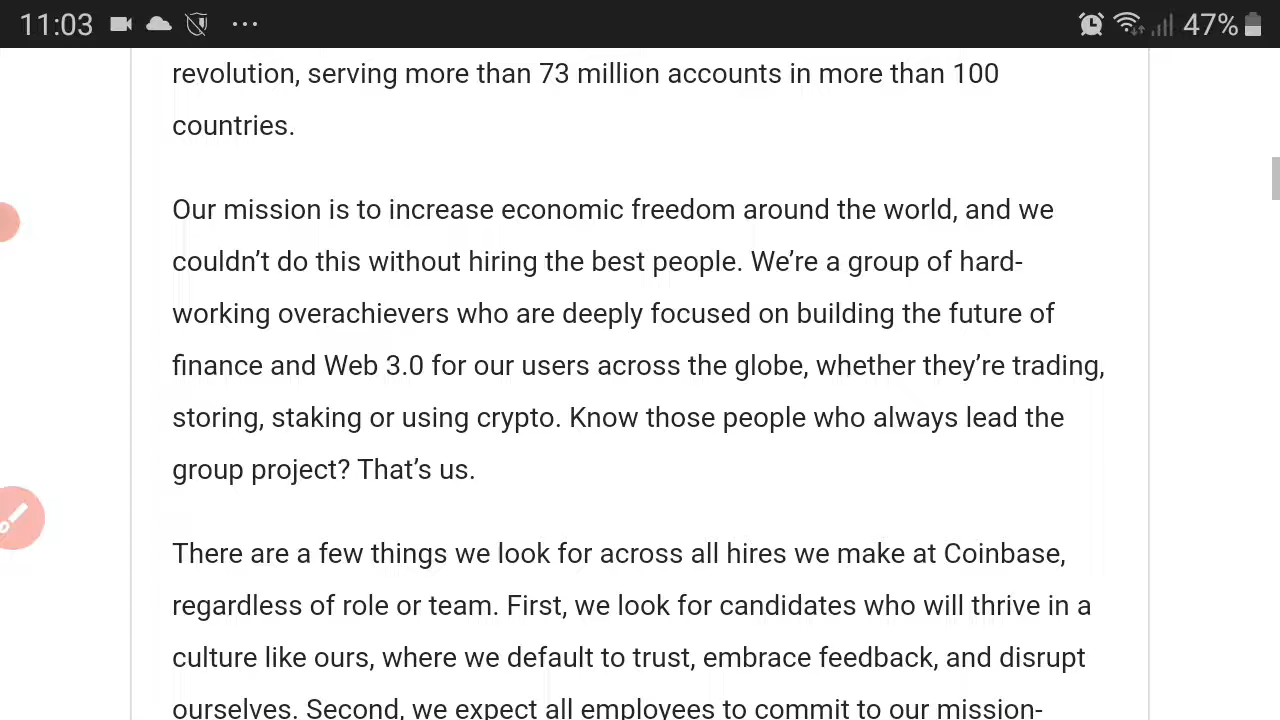 11:03 ... 47%
revolution, serving more than 73 million accounts in more than 100
countries.
Our mission is to increase economic freedom around the world, and we
couldn’t do this without hiring the best people. We’re a group of hard-
working overachievers who are deeply focused on building the future of
finance and Web 3.0 for our users across the globe, whether they’re trading,
storing, staking or using crypto. Know those people who always lead the
group project? That’s us.
There are a few things we look for across all hires we make at Coinbase,
regardless of role or team. First, we look for candidates who will thrive in a
culture like ours, where we default to trust, embrace feedback, and disrupt
ourselves. Second, we expect all employees to commit to our mission-